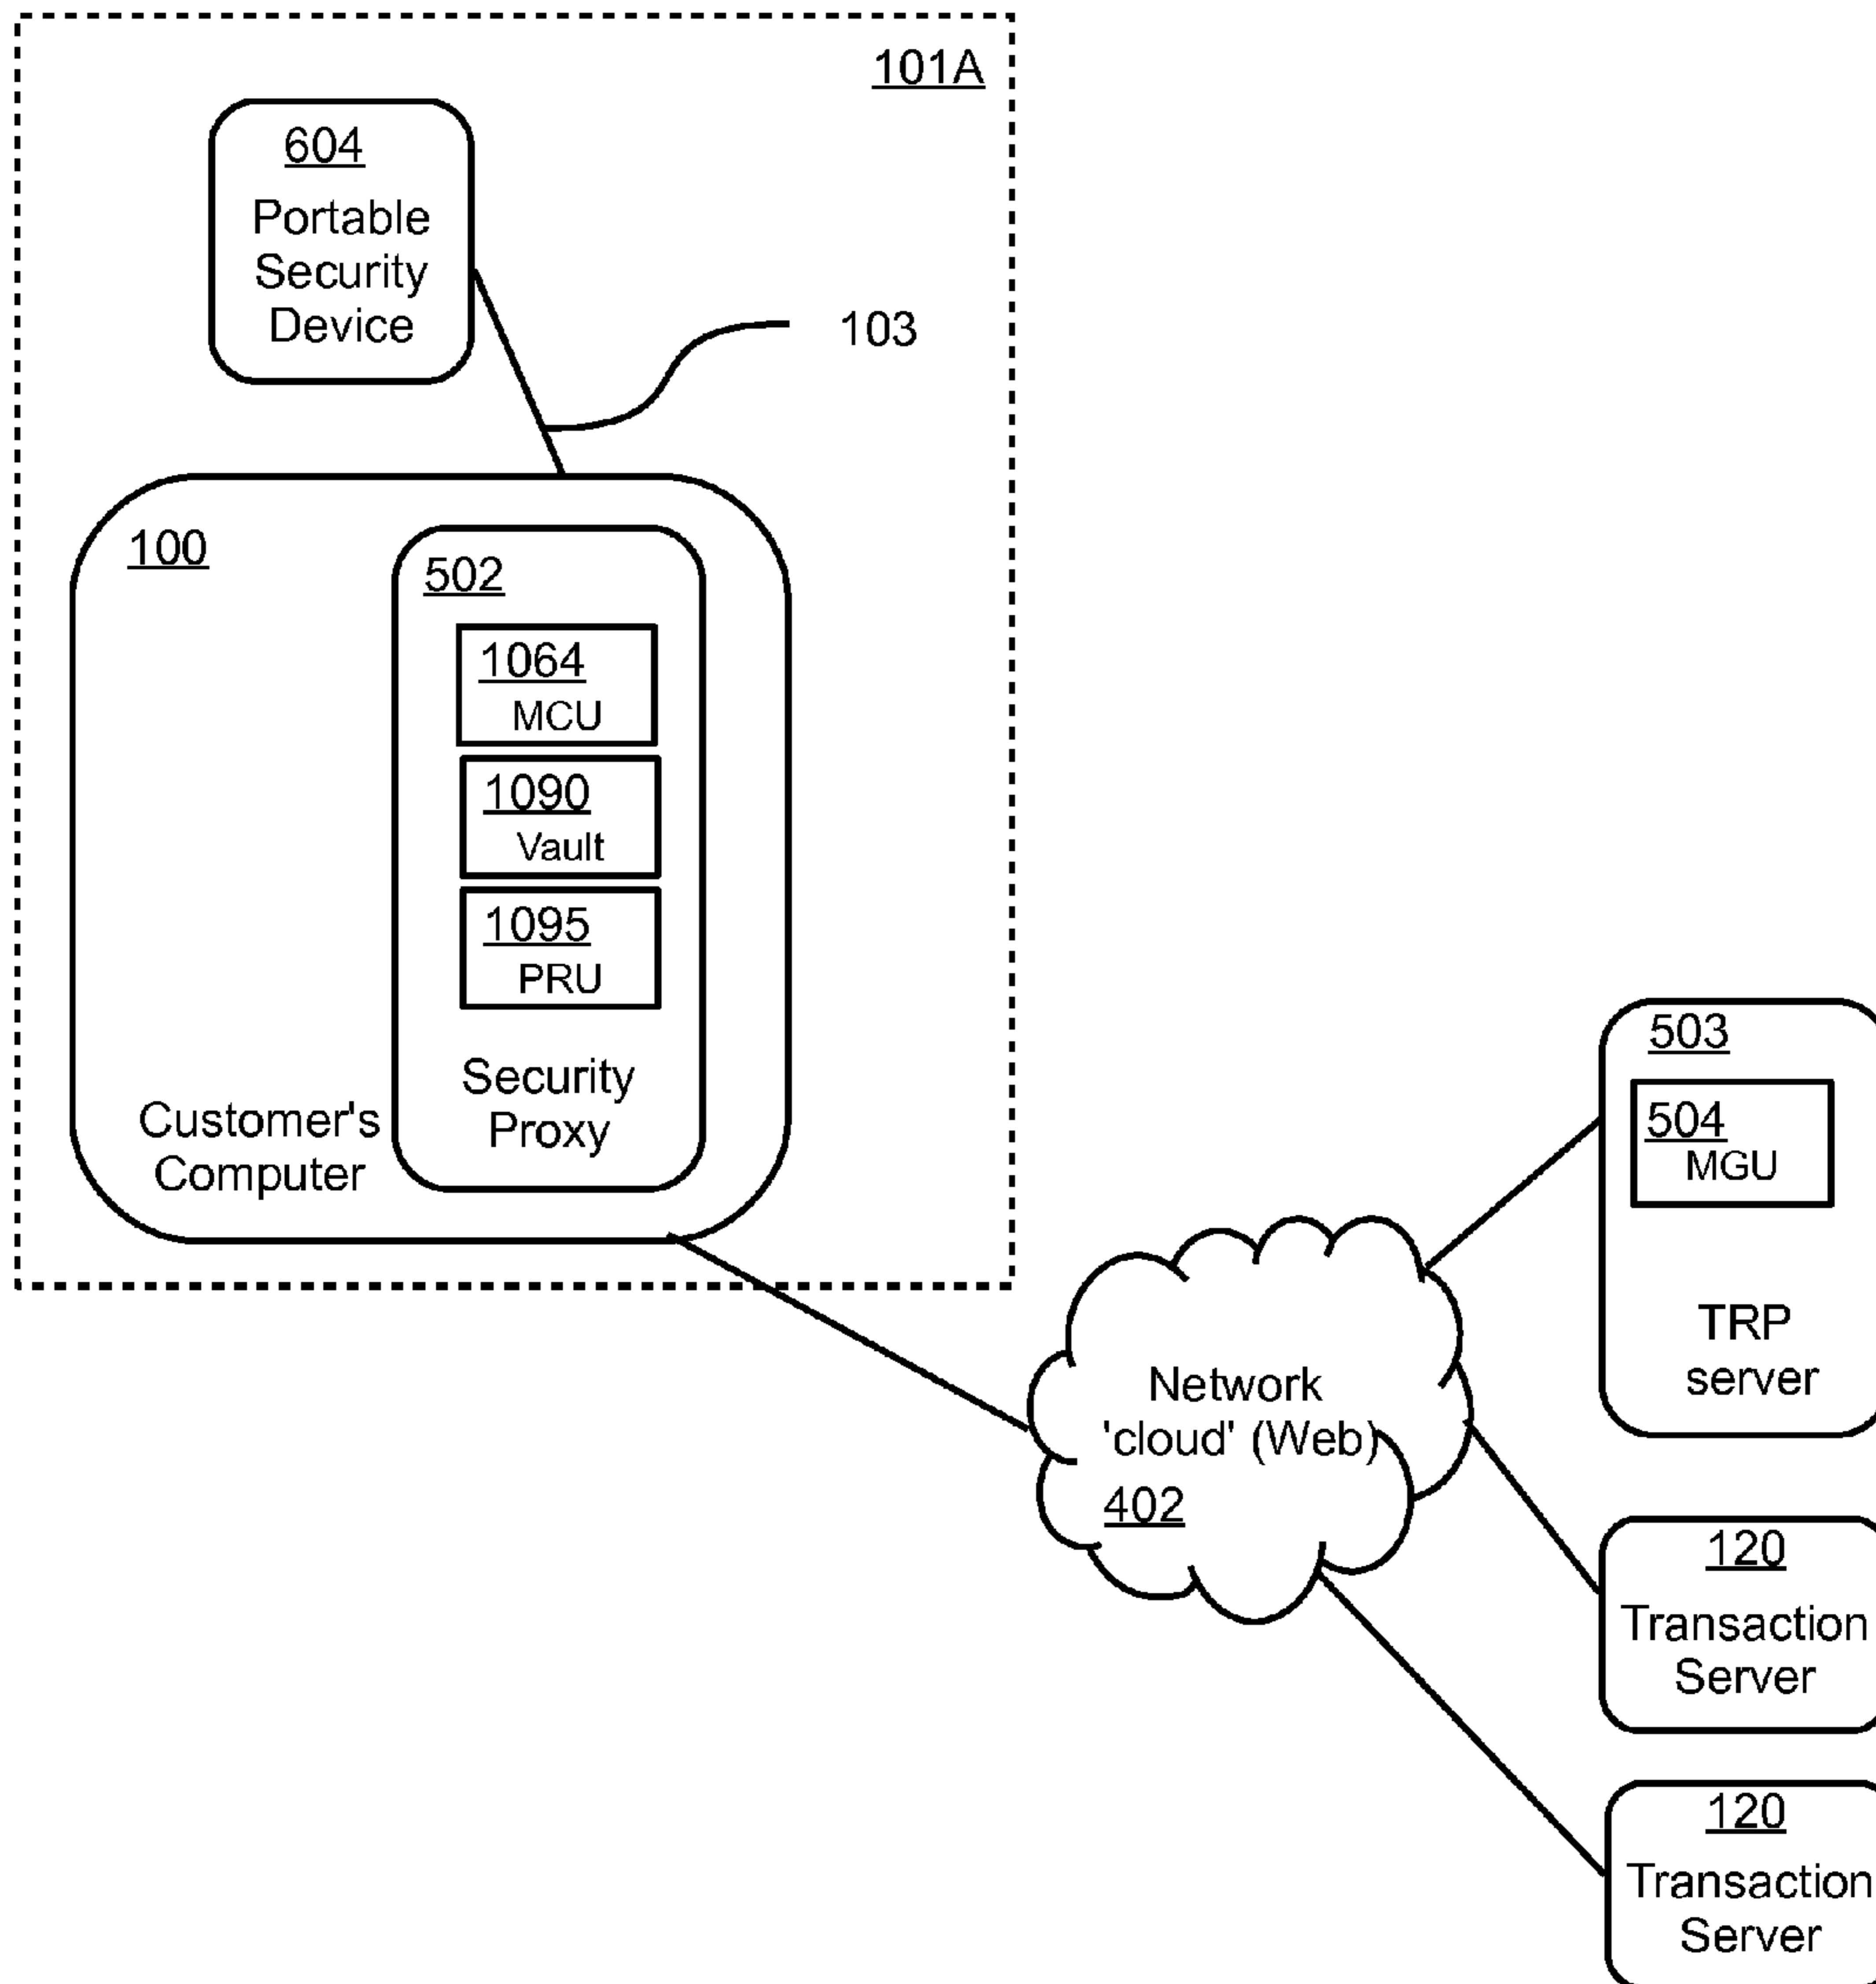 101A
604
Portable
Security
Device
103
100
502
1064
MCU
1090
Vault
1095
PRU
Security
Proxy
Customer's
Computer
503
504
MGU
TRP
server
Network
'cloud' (Web)
402
120
Transaction
Server
120
Transaction
Server